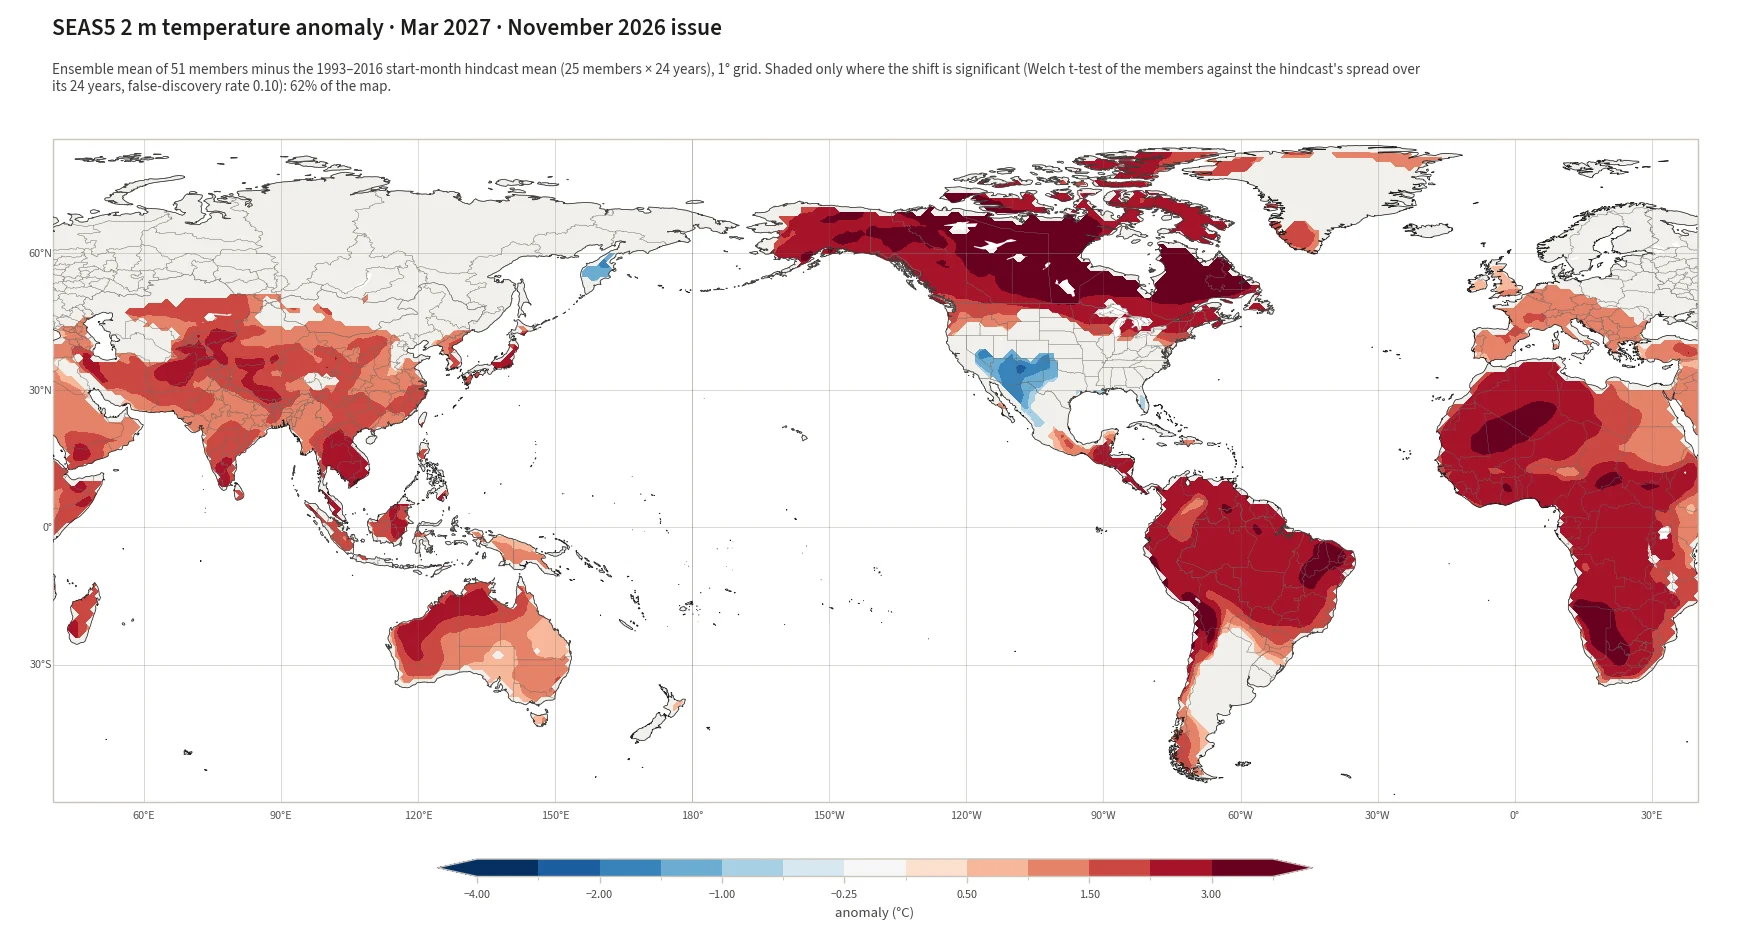 SEAS5 2 m temperature anomaly · Mar 2027 · November 2026 issue
Ensemble mean of 51 members minus the 1993–2016 start-month hindcast mean (25 members × 24 years), 1° grid. Shaded only where the shift is significant (Welch t-test of the members against the hindcast's spread over
its 24 years, false-discovery rate 0.10): 62% of the map.
60°N
30°N
0°
30°S
60°E 90°E 120°E 150°E 180° 150°W 120°W 90°W 60°W 30°W 0° 30°E
−4.00 −2.00 −1.00 −0.25 0.50 1.50 3.00
anomaly (°C)